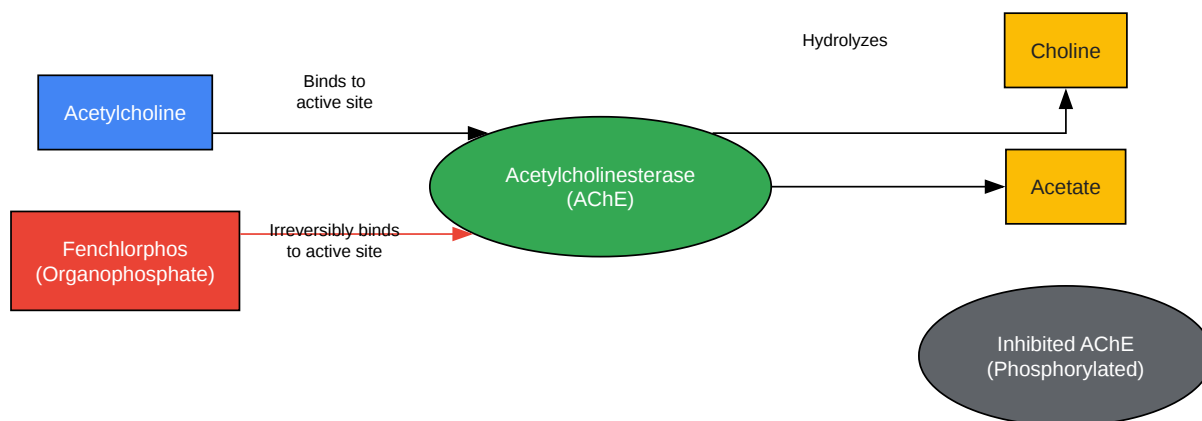 Hydrolyzes
Choline
Acetylcholine
Binds to
active site
Acetylcholinesterase
(AChE)
Acetate
Fenchlorphos
(Organophosphate)
Irreversibly binds
to active site
Inhibited AChE
(Phosphorylated)